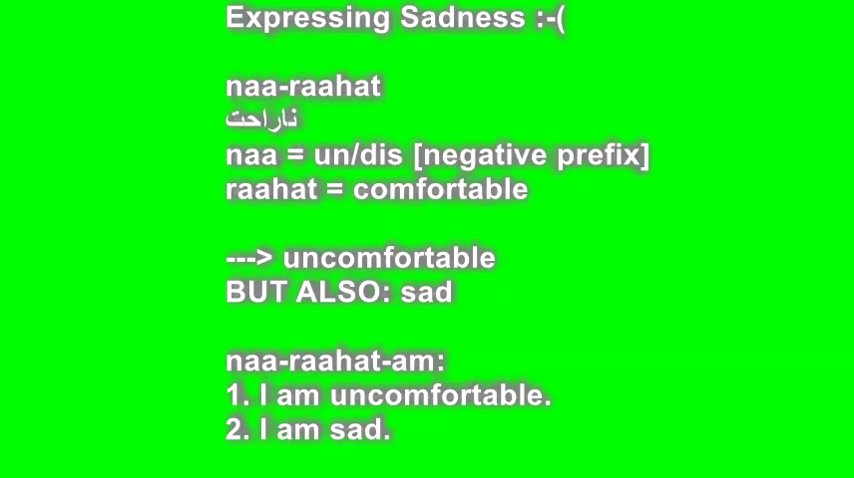 Expressing Sadness :-(
naa-raahat
ناراحت
naa = un/dis [negative prefix]
raahat = comfortable
---> uncomfortable
BUT ALSO: sad
naa-raahat-am:
1. I am uncomfortable.
2. I am sad.